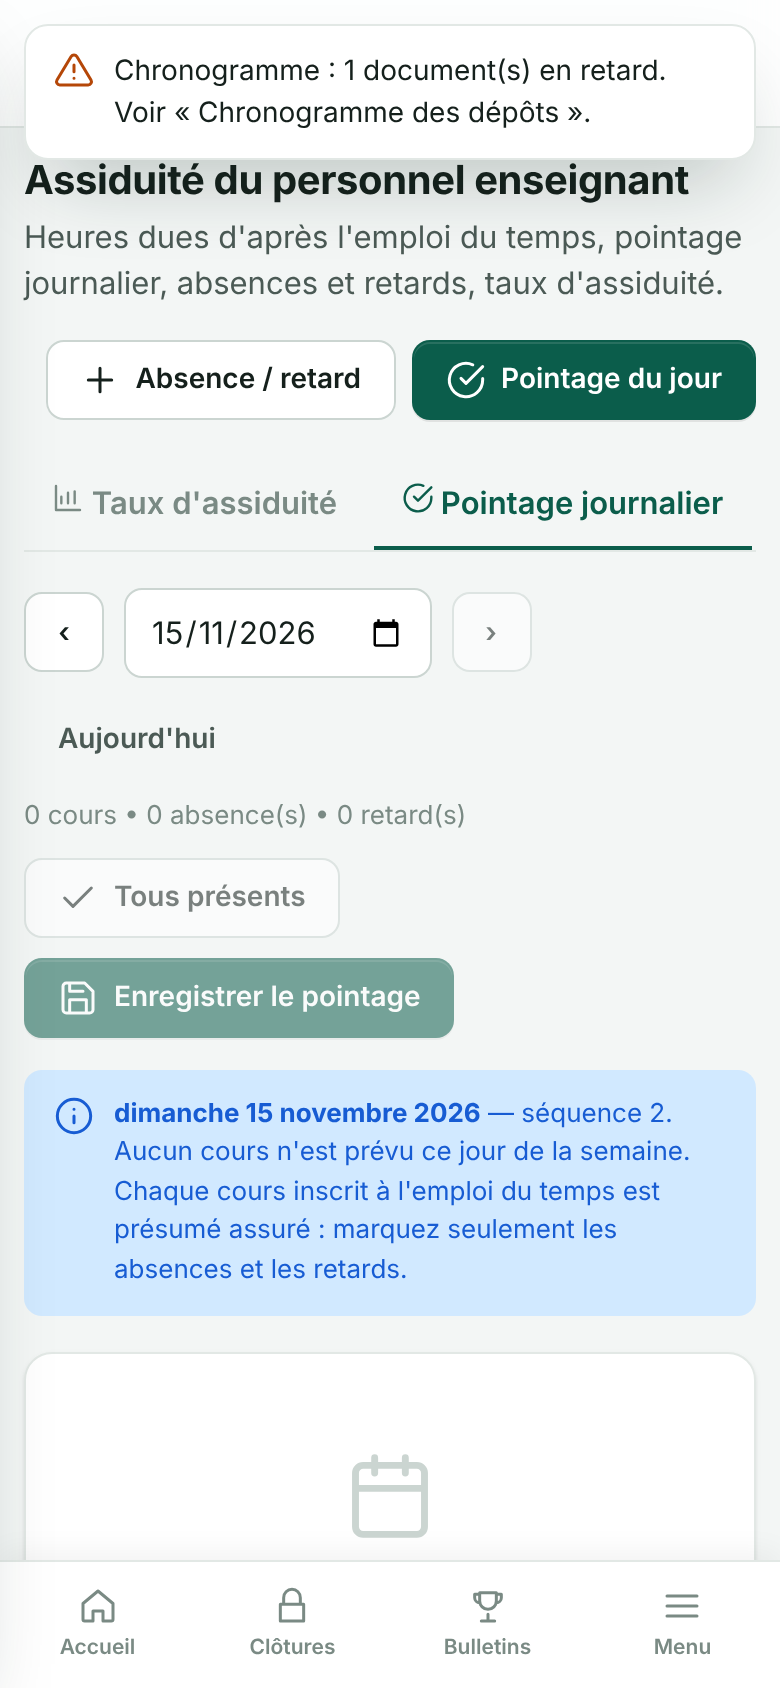 Chronogramme : 1 document(s) en retard.
Voir « Chronogramme des dépôts ».
Assiduité du personnel enseignant
Heures dues d'après l'emploi du temps, pointage
journalier, absences et retards, taux d'assiduité.
Absence / retard
Pointage du jour
Taux d'assiduité
Pointage journalier
‹
15/11/2026
›
Aujourd'hui
0 cours • 0 absence(s) • 0 retard(s)
Tous présents
Enregistrer le pointage
dimanche 15 novembre 2026 — séquence 2.
Aucun cours n'est prévu ce jour de la semaine.
Chaque cours inscrit à l'emploi du temps est
présumé assuré : marquez seulement les
absences et les retards.
Accueil
Clôtures
Bulletins
Menu